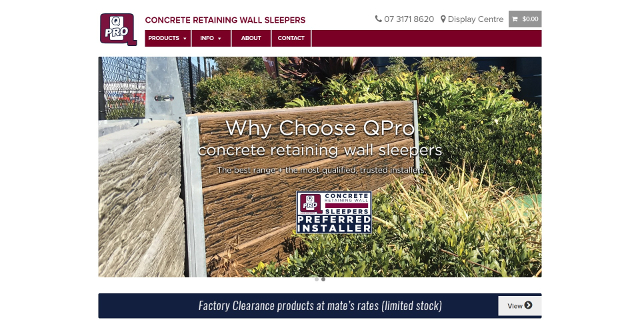 Q
PRO
CONCRETE RETAINING WALL SLEEPERS
07 3171 8620 Display Centre $0.00
PRODUCTS INFO ABOUT CONTACT
Why Choose QPro
concrete retaining wall sleepers
The best range, the most qualified, trusted installers
Q
PRO
CONCRETE
RETAINING WALL
SLEEPERS
PREFERRED
INSTALLER
Factory Clearance products at mate's rates (limited stock)
View